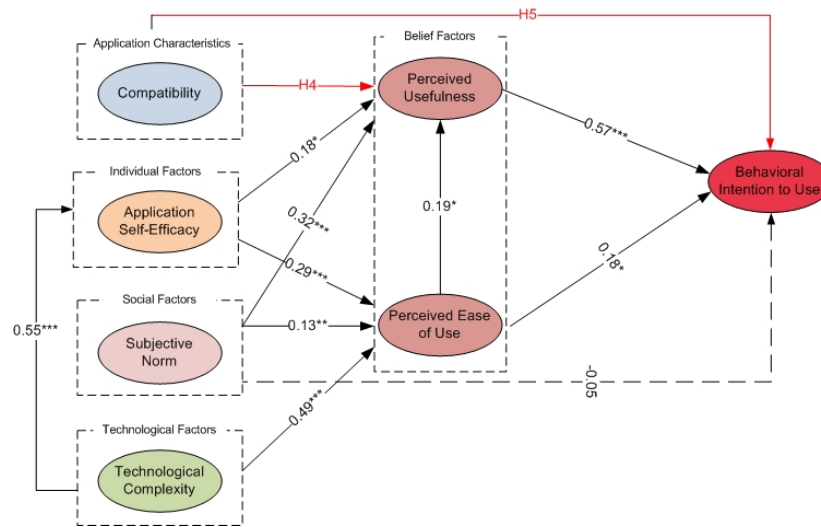 H5
Application Characteristics
Belief Factors
Compatibility
H4
Perceived
Usefulness
0.18*
0.57***
Individual Factors
Application
Self-Efficacy
0.32***
0.19*
Behavioral
Intention to Use
0.29***
0.18*
Social Factors
Subjective
Norm
0.13**
Perceived Ease
of Use
0.55***
-0.05
0.49***
Technological Factors
Technological
Complexity